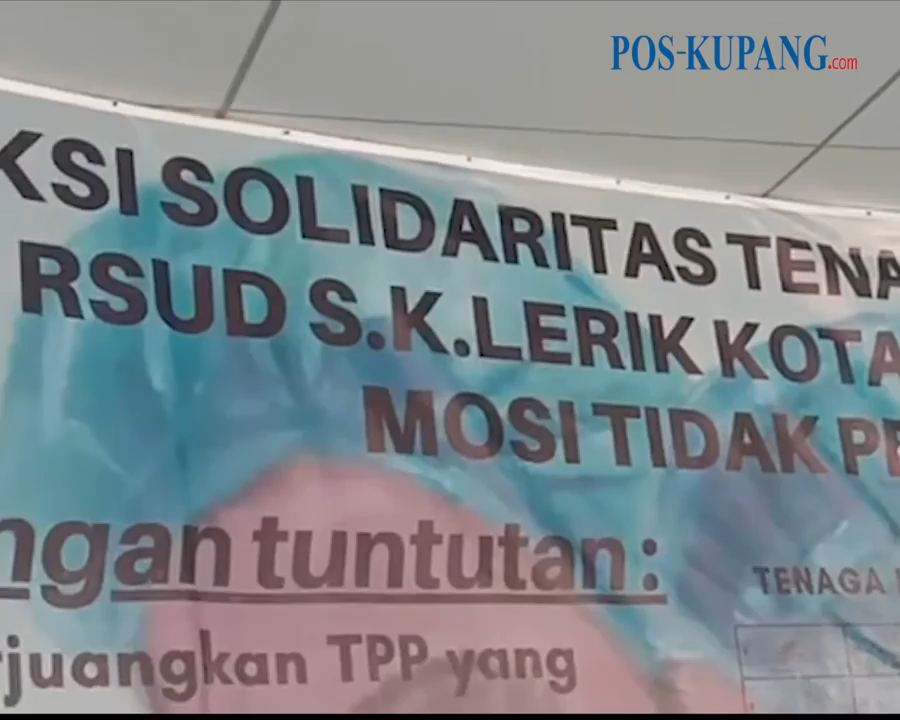 POS-KUPANG.com
KSI SOLIDARITAS TENA
RSUD S.K.LERIK KOTA
MOSI TIDAK PE
ngan tuntutan :
TENAGA
rjuangkan TPP yang